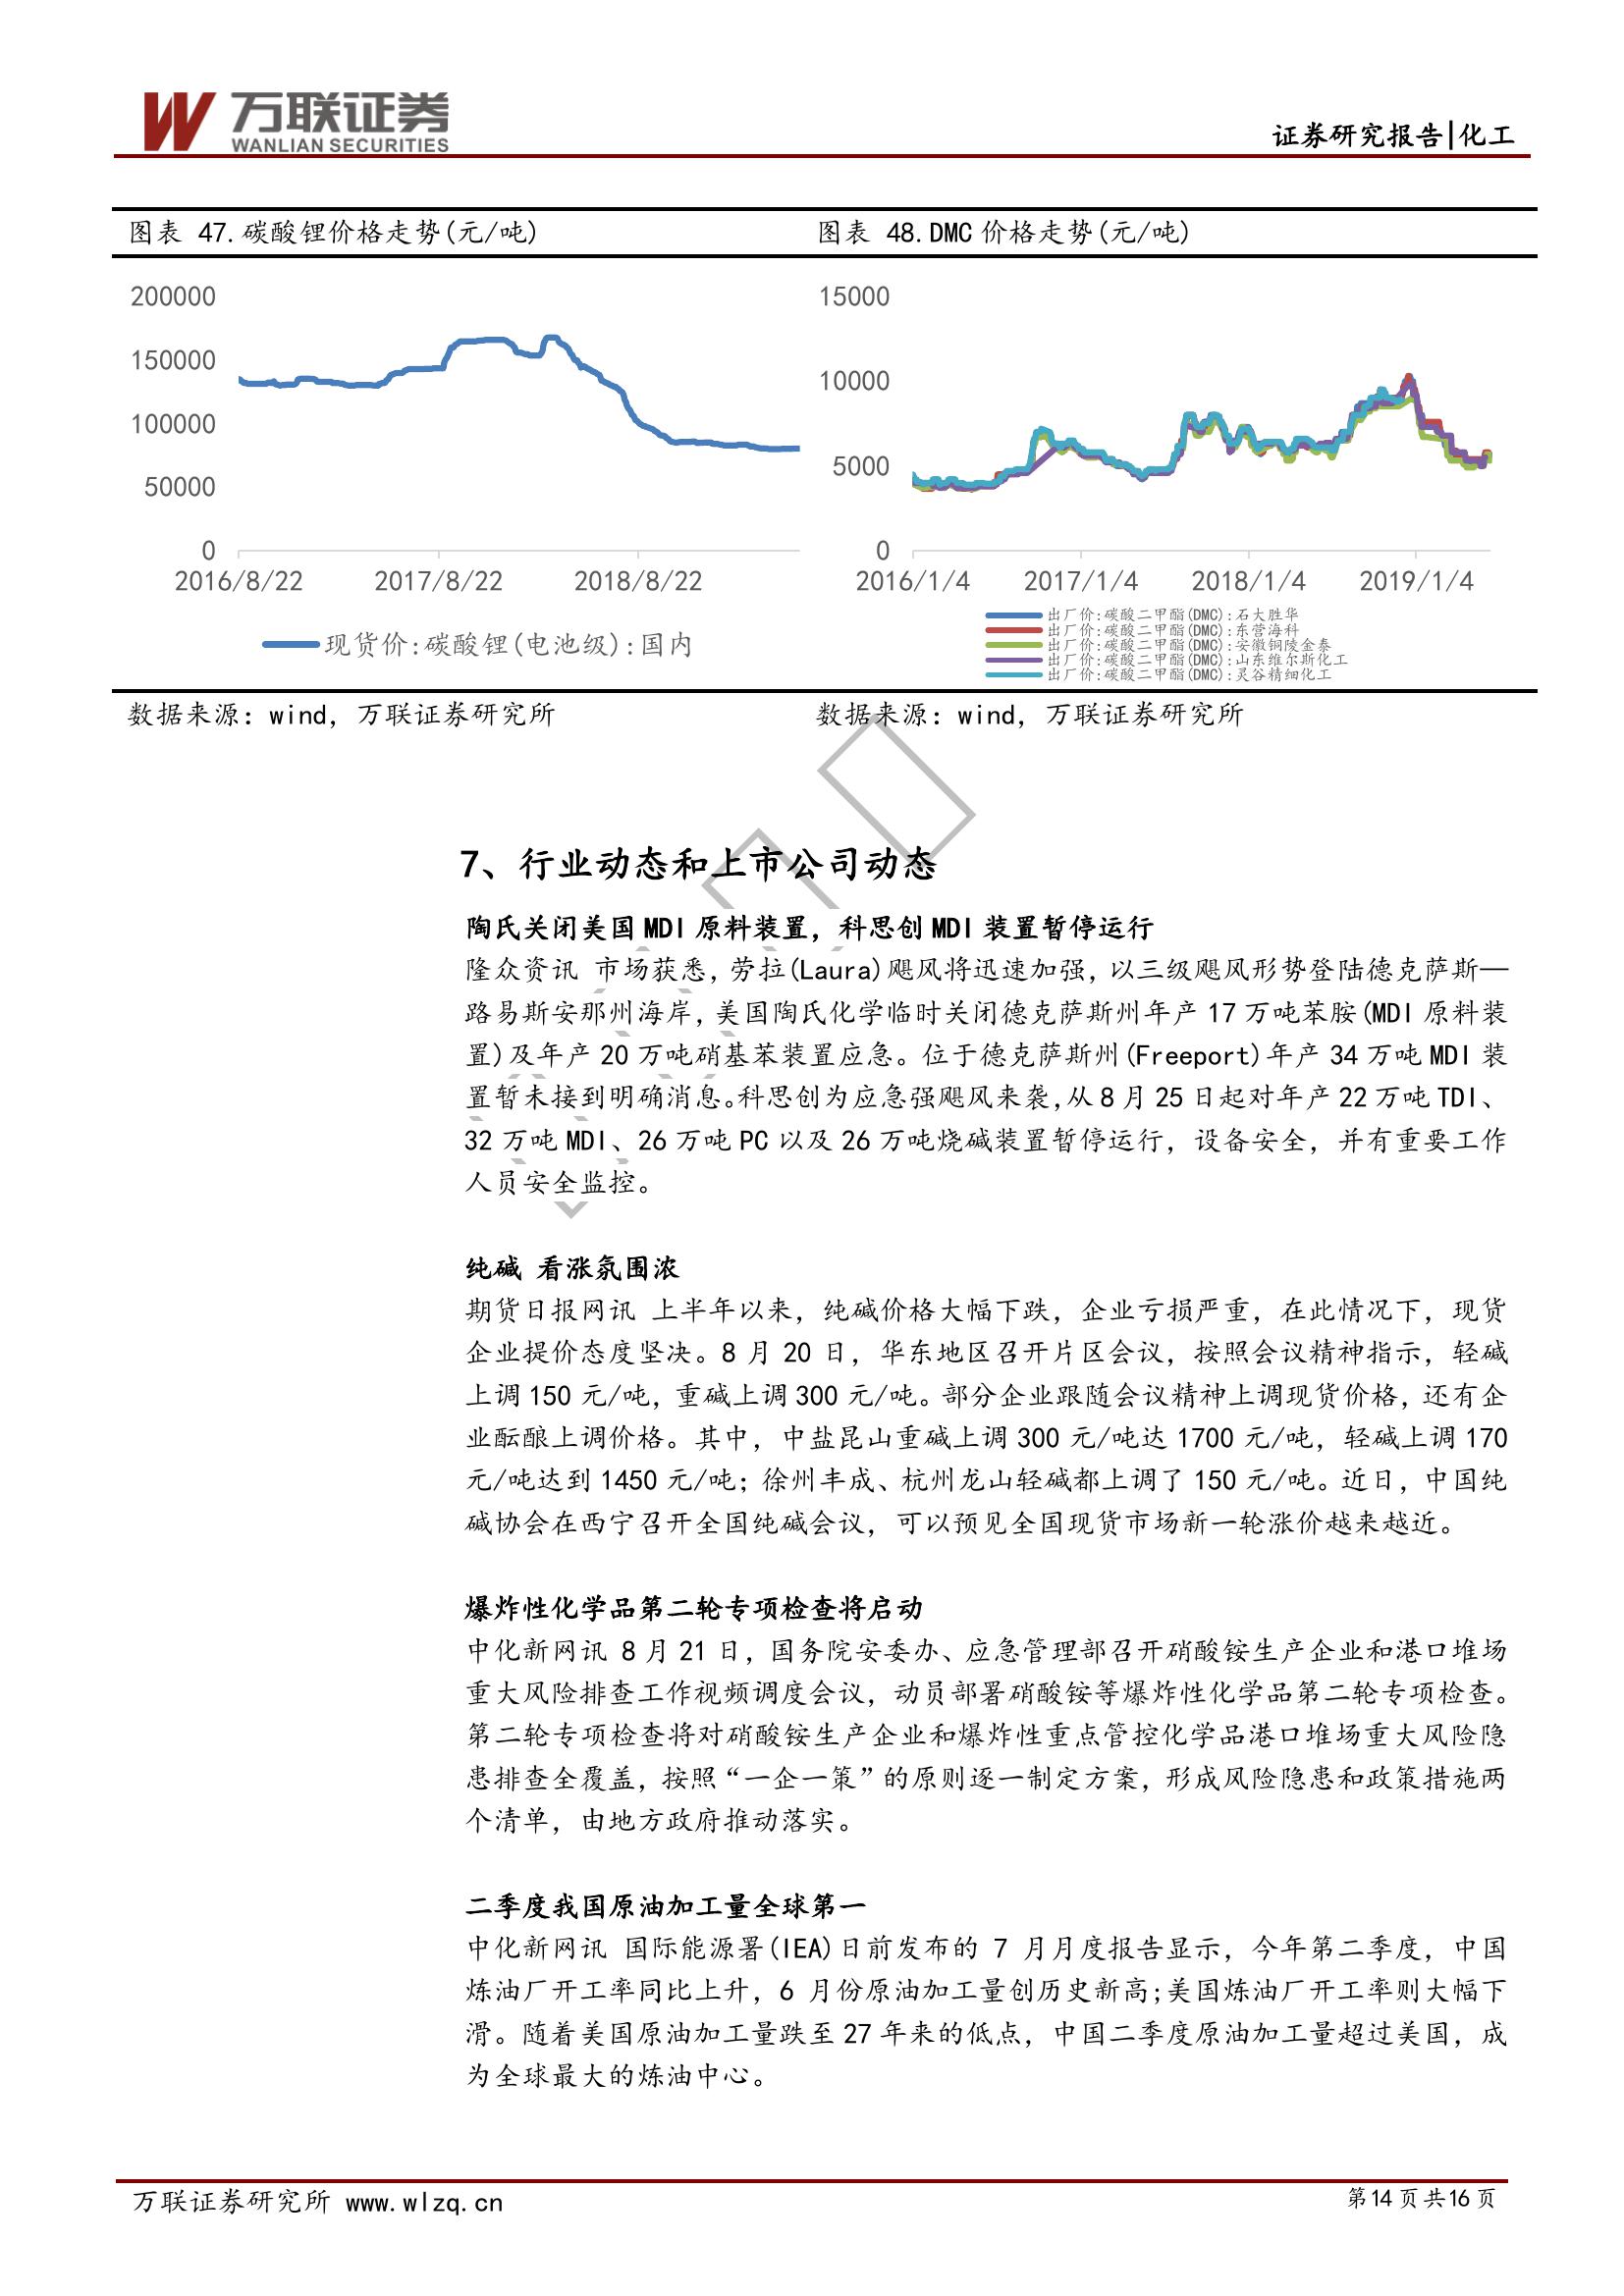 万联证券
WANLIAN SECURITIES
证券研究报告|化工
图表 47.碳酸锂价格走势(元/吨)
200000
150000
100000
50000
0
2016/8/22 2017/8/22 2018/8/22
现货价:碳酸锂(电池级):国内
数据来源：wind，万联证券研究所
图表 48.DMC 价格走势(元/吨)
15000
10000
5000
0
2016/1/4 2017/1/4 2018/1/4 2019/1/4
出厂价:碳酸二甲酯(DMC):石大胜华
出厂价:碳酸二甲酯(DMC):东营海科
出厂价:碳酸二甲酯(DMC):安徽铜陵金泰
出厂价:碳酸二甲酯(DMC):山东维尔斯化工
出厂价:碳酸二甲酯(DMC):灵谷精细化工
数据来源：wind，万联证券研究所
7、行业动态和上市公司动态
陶氏关闭美国 MDI 原料装置，科思创 MDI 装置暂停运行
隆众资讯 市场获悉，劳拉(Laura)飓风将迅速加强，以三级飓风形势登陆德克萨斯—
路易斯安那州海岸，美国陶氏化学临时关闭德克萨斯州年产 17 万吨苯胺(MDI 原料装
置)及年产 20 万吨硝基苯装置应急。位于德克萨斯州(Freeport)年产 34 万吨 MDI 装
置暂未接到明确消息。科思创为应急强飓风来袭，从 8 月 25 日起对年产 22 万吨 TDI、
32 万吨 MDI、26 万吨 PC 以及 26 万吨烧碱装置暂停运行，设备安全，并有重要工作
人员安全监控。
纯碱 看涨氛围浓
期货日报网讯 上半年以来，纯碱价格大幅下跌，企业亏损严重，在此情况下，现货
企业提价态度坚决。8 月 20 日，华东地区召开片区会议，按照会议精神指示，轻碱
上调 150 元/吨，重碱上调 300 元/吨。部分企业跟随会议精神上调现货价格，还有企
业酝酿上调价格。其中，中盐昆山重碱上调 300 元/吨达 1700 元/吨，轻碱上调 170
元/吨达到 1450 元/吨；徐州丰成、杭州龙山轻碱都上调了 150 元/吨。近日，中国纯
碱协会在西宁召开全国纯碱会议，可以预见全国现货市场新一轮涨价越来越近。
爆炸性化学品第二轮专项检查将启动
中化新网讯 8 月 21 日，国务院安委办、应急管理部召开硝酸铵生产企业和港口堆场
重大风险排查工作视频调度会议，动员部署硝酸铵等爆炸性化学品第二轮专项检查。
第二轮专项检查将对硝酸铵生产企业和爆炸性重点管控化学品港口堆场重大风险隐
患排查全覆盖，按照“一企一策”的原则逐一制定方案，形成风险隐患和政策措施两
个清单，由地方政府推动落实。
二季度我国原油加工量全球第一
中化新网讯 国际能源署(IEA)日前发布的 7 月月度报告显示，今年第二季度，中国
炼油厂开工率同比上升，6 月份原油加工量创历史新高;美国炼油厂开工率则大幅下
滑。随着美国原油加工量跌至 27 年来的低点，中国二季度原油加工量超过美国，成
为全球最大的炼油中心。
万联证券研究所 www.wlzq.cn
第14页共16页